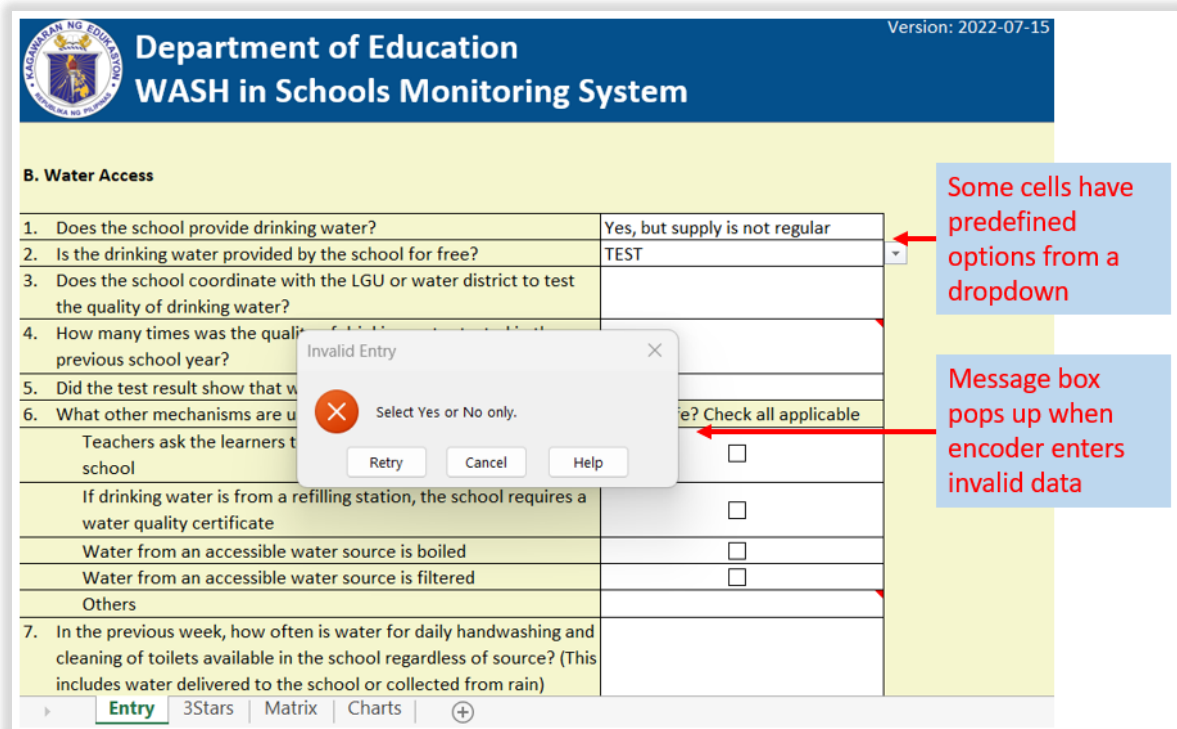 KAGAWARAN NG EDUKASYON
REPUBLIKA NG PILIPINAS
Department of Education
WASH in Schools Monitoring System
Version: 2022-07-15
B. Water Access
1. Does the school provide drinking water? Yes, but supply is not regular
2. Is the drinking water provided by the school for free? TEST
3. Does the school coordinate with the LGU or water district to test
the quality of drinking water?
4. How many times was the
previous school year?
5. Did the test result show that
6. What other mechanisms are
? Check all applicable
Teachers ask the learners
school
If drinking water is from a refilling station, the school requires a
water quality certificate
Water from an accessible water source is boiled
Water from an accessible water source is filtered
Others
7. In the previous week, how often is water for daily handwashing and
cleaning of toilets available in the school regardless of source? (This
includes water delivered to the school or collected from rain)
Invalid Entry
Select Yes or No only.
Retry Cancel Help
Some cells have
predefined
options from a
dropdown
Message box
pops up when
encoder enters
invalid data
Entry 3Stars Matrix Charts